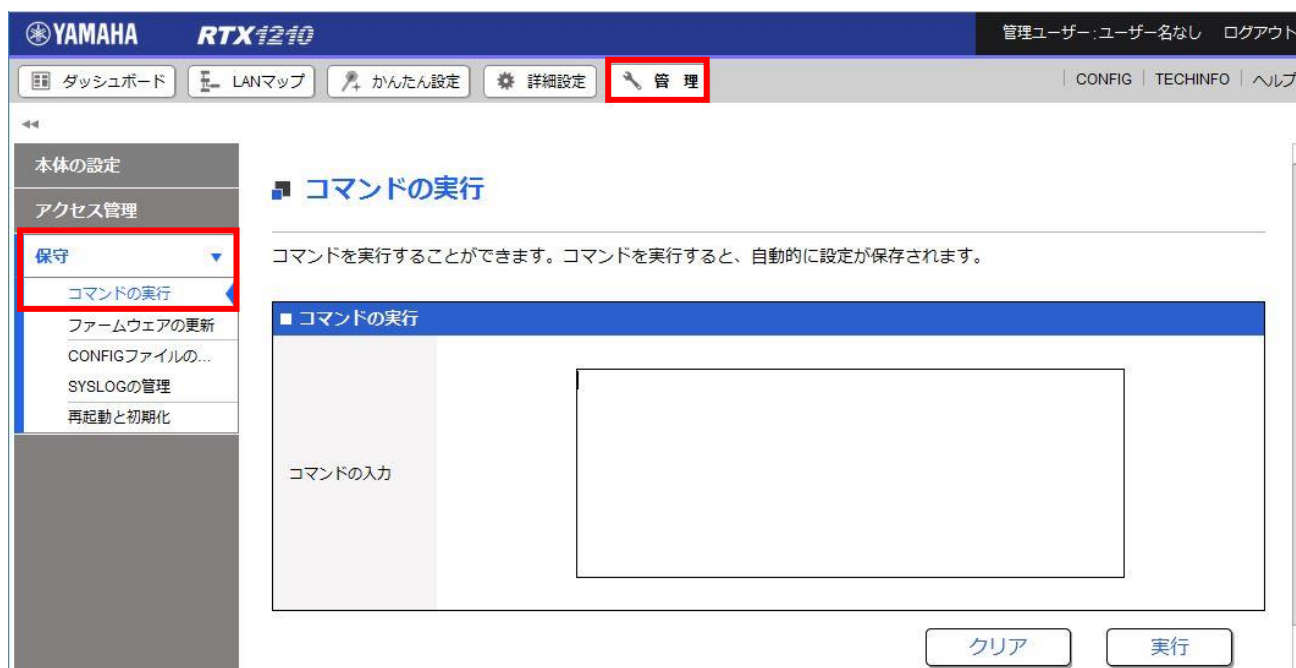 YAMAHA RTX1210 管理ユーザー:ユーザー名なし ログアウト
ダッシュボード LANマップ かんたん設定 詳細設定 管 理 CONFIG TECHINFO ヘルプ
本体の設定
アクセス管理
保守
コマンドの実行
ファームウェアの更新
CONFIGファイルの...
SYSLOGの管理
再起動と初期化
コマンドの実行
コマンドを実行することができます。コマンドを実行すると、自動的に設定が保存されます。
■ コマンドの実行
コマンドの入力
クリア 実行